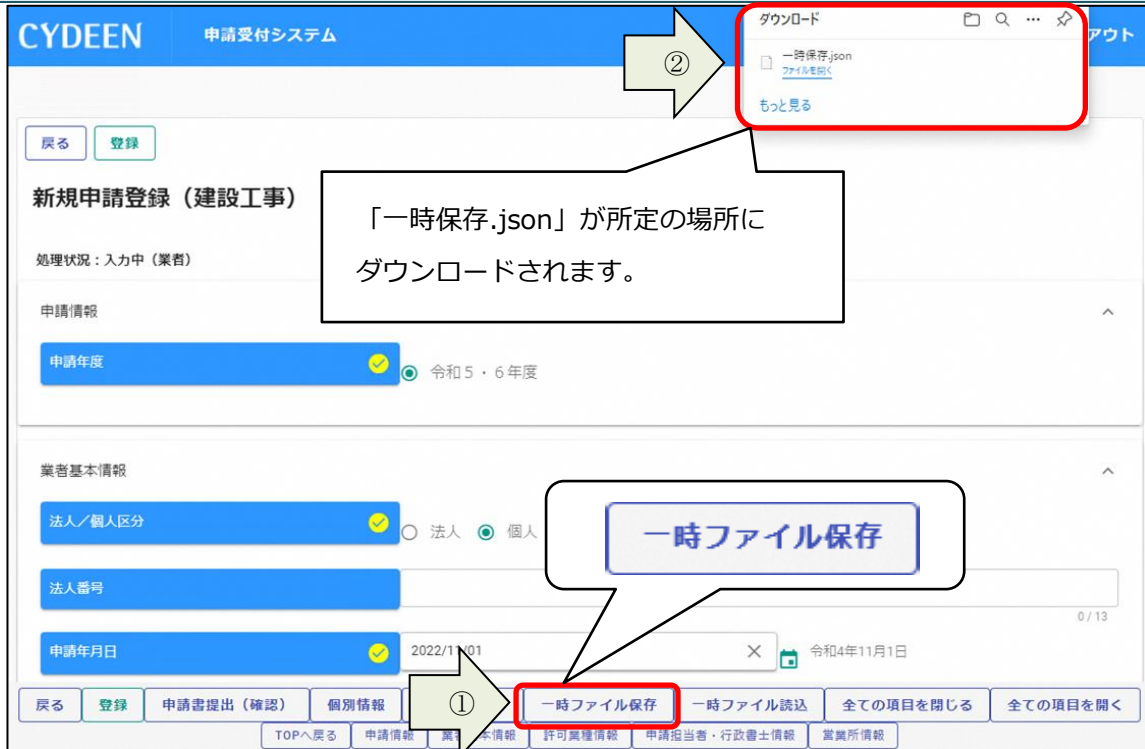 CYDEEN
申請受付システム
アウト
ダウンロード
一時保存.json
ファイルを開く
もっと見る
②
戻る
登録
新規申請登録（建設工事）
「一時保存.json」が所定の場所に
ダウンロードされます。
処理状況：入力中（業者）
申請情報
申請年度
令和５・６年度
業者基本情報
法人／個人区分
法人
個人
一時ファイル保存
法人番号
0 / 13
申請年月日
2022/11/01
令和4年11月1日
戻る
登録
申請書提出（確認）
個別情報
①
一時ファイル保存
一時ファイル読込
全ての項目を閉じる
全ての項目を開く
TOPへ戻る
申請情報
業者基本情報
許可業種情報
申請担当者・行政書士情報
営業所情報